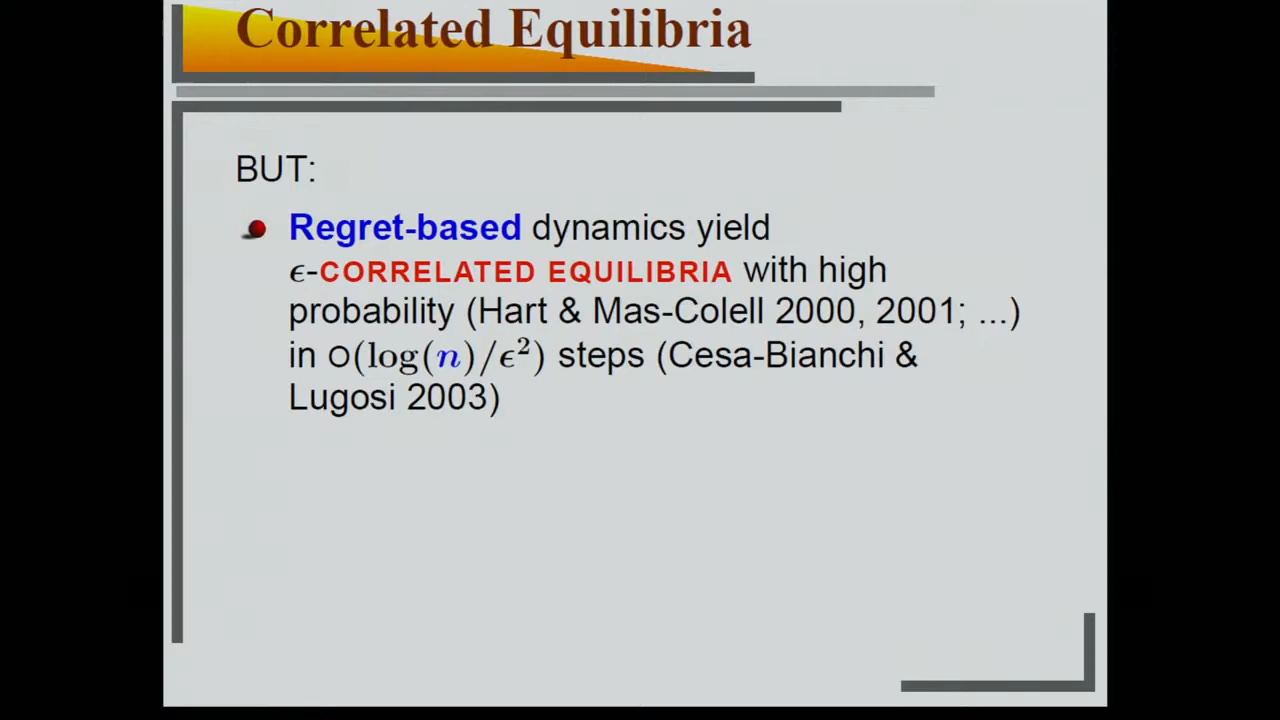 Correlated Equilibria
BUT:
Regret-based dynamics yield
ϵ-CORRELATED EQUILIBRIA with high
probability (Hart & Mas-Colell 2000, 2001; ...)
in O(log(n)/ϵ²) steps (Cesa-Bianchi &
Lugosi 2003)